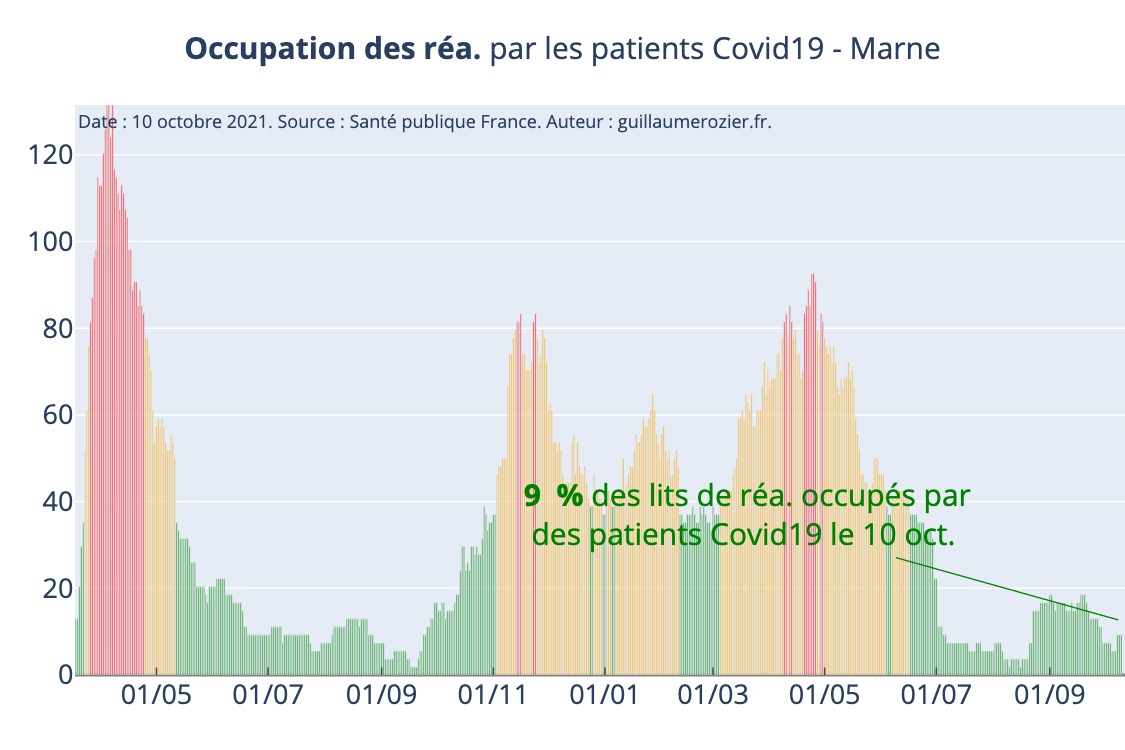 Occupation des réa. par les patients Covid19 - Marne
Date : 10 octobre 2021. Source : Santé publique France. Auteur : guillaumerozier.fr.
120
100
80
60
40
20
0
9 % des lits de réa. occupés par
des patients Covid19 le 10 oct.
01/05 01/07 01/09 01/11 01/01 01/03 01/05 01/07 01/09